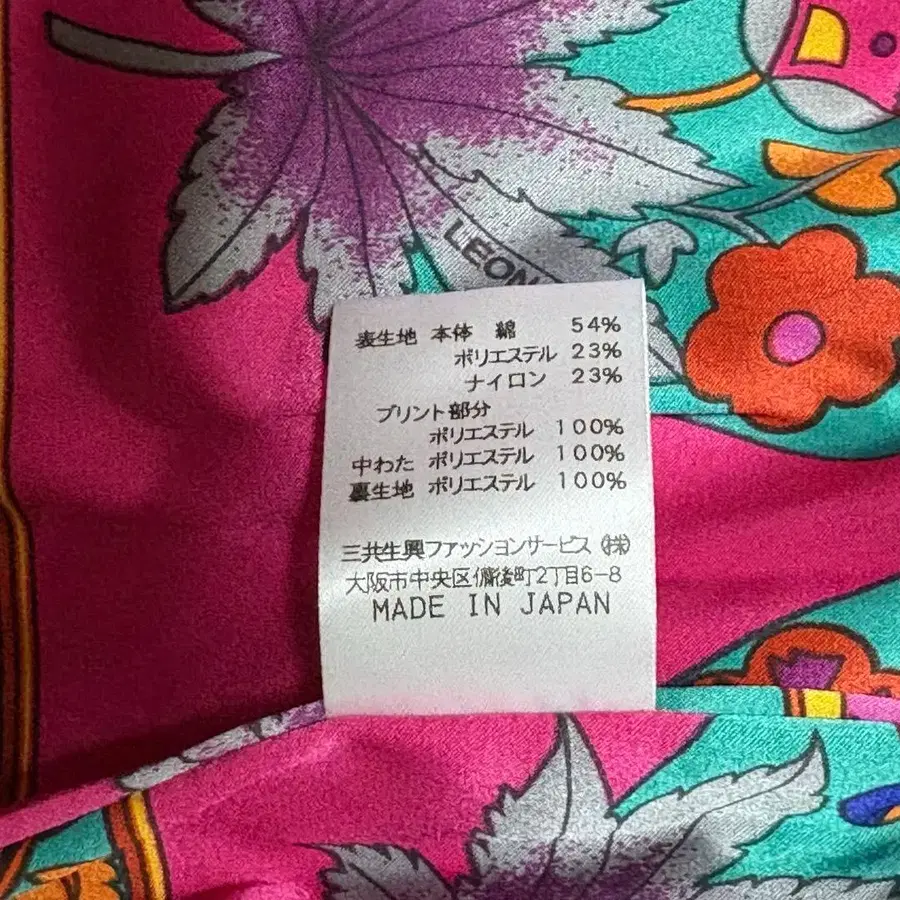 LEON
表生地 本体 綿 54%
ポリエステル 23%
ナイロン 23%
プリント部分
ポリエステル 100%
中わた ポリエステル 100%
裏生地 ポリエステル 100%
三共生興ファッションサービス㈱
大阪市中央区備後町2丁目6-8
MADE IN JAPAN